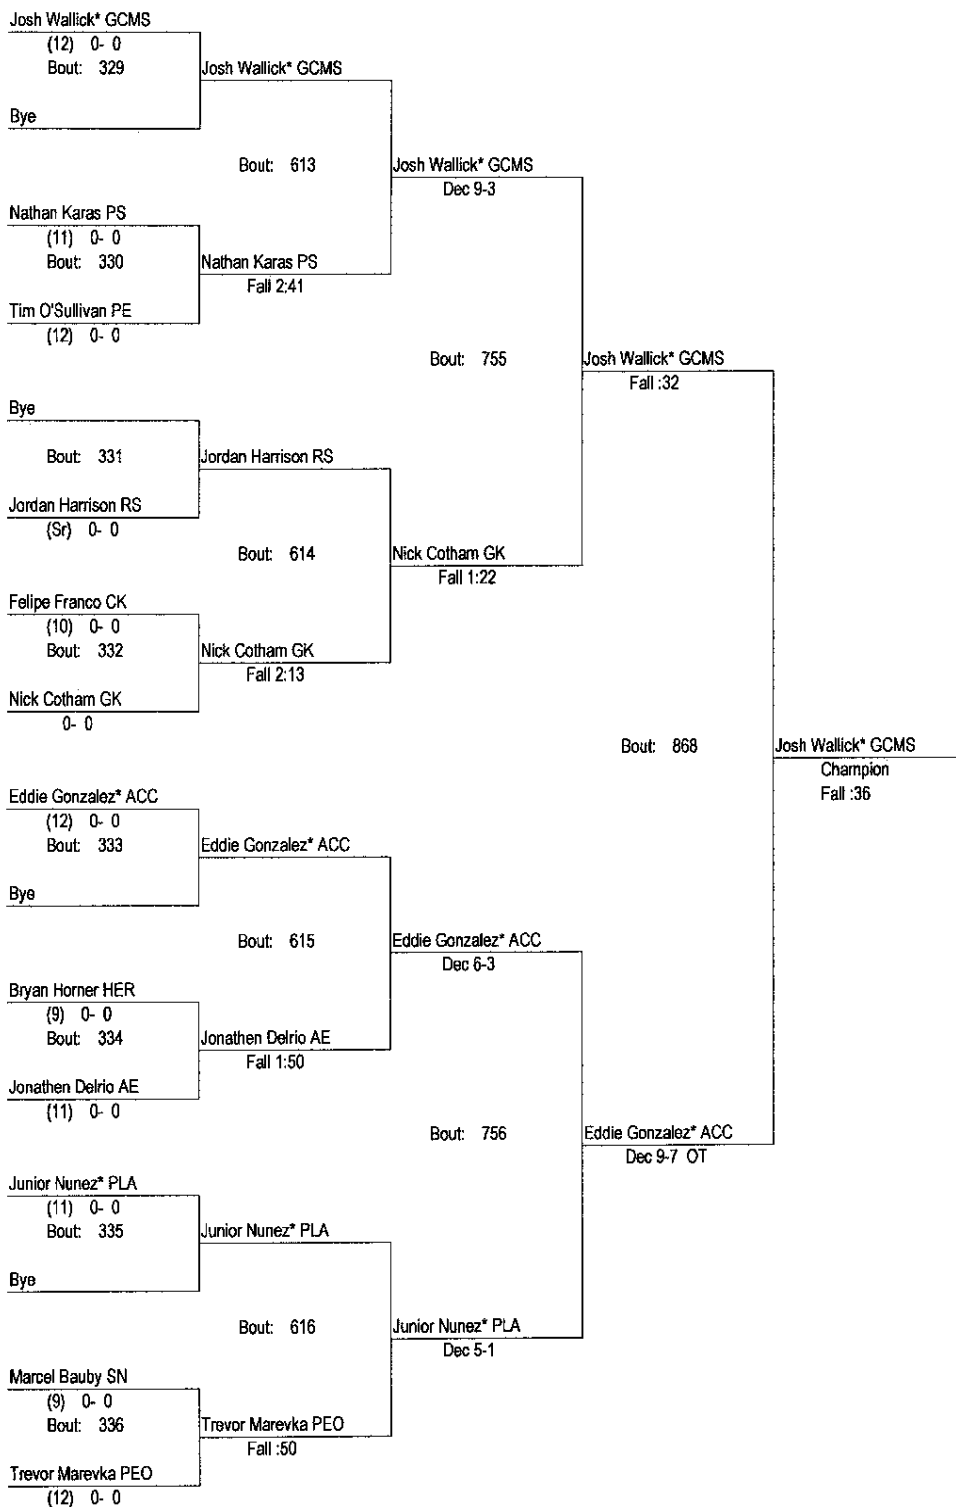 Josh Wallick* GCMS
(12) 0- 0
Bout: 329
Josh Wallick* GCMS
Bye
Bout: 613
Josh Wallick* GCMS
Dec 9-3
Nathan Karas PS
(11) 0- 0
Bout: 330
Nathan Karas PS
Fall 2:41
Tim O'Sullivan PE
(12) 0- 0
Bout: 755
Josh Wallick* GCMS
Fall :32
Bye
Bout: 331
Jordan Harrison RS
Jordan Harrison RS
(Sr) 0- 0
Bout: 614
Nick Cotham GK
Fall 1:22
Felipe Franco CK
(10) 0- 0
Bout: 332
Nick Cotham GK
Fall 2:13
Nick Cotham GK
0- 0
Bout: 868
Josh Wallick* GCMS
Champion
Fall :36
Eddie Gonzalez* ACC
(12) 0- 0
Bout: 333
Eddie Gonzalez* ACC
Bye
Bout: 615
Eddie Gonzalez* ACC
Dec 6-3
Bryan Horner HER
(9) 0- 0
Bout: 334
Jonathen Delrio AE
Fall 1:50
Jonathen Delrio AE
(11) 0- 0
Bout: 756
Eddie Gonzalez* ACC
Dec 9-7 OT
Junior Nunez* PLA
(11) 0- 0
Bout: 335
Junior Nunez* PLA
Bye
Bout: 616
Junior Nunez* PLA
Dec 5-1
Marcel Bauby SN
(9) 0- 0
Bout: 336
Trevor Marevka PEO
Fall :50
Trevor Marevka PEO
(12) 0- 0